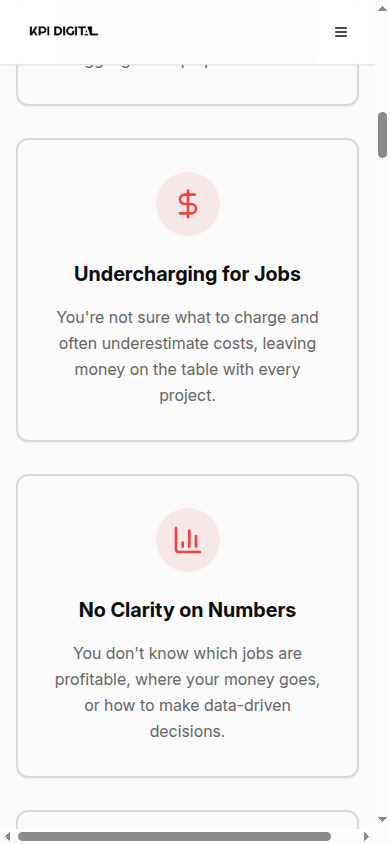 KPI DIGITAL
Undercharging for Jobs
You're not sure what to charge and
often underestimate costs, leaving
money on the table with every
project.
No Clarity on Numbers
You don't know which jobs are
profitable, where your money goes,
or how to make data-driven
decisions.